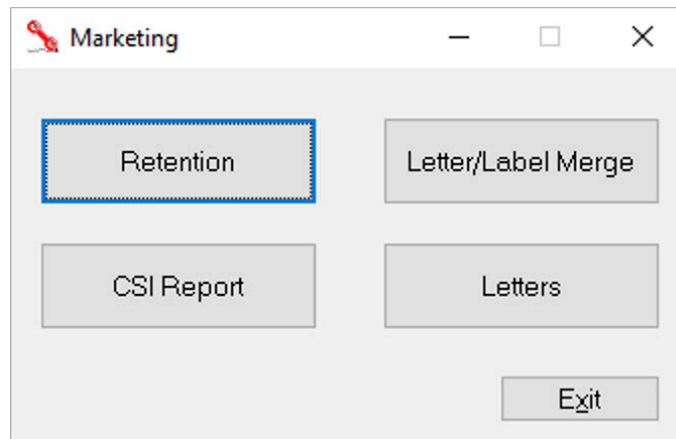 Marketing
Retention
Letter/Label Merge
CSI Report
Letters
Exit